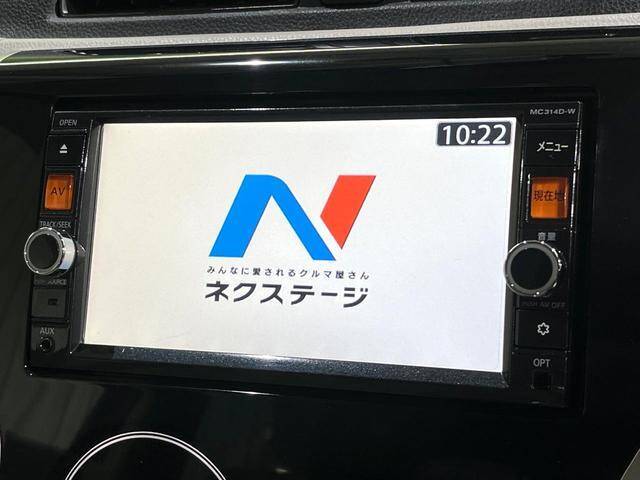 MC314D-W
OPEN
10:22
メニュー
AV
現在地
TRACK/SEEK
音量
みんなに愛されるクルマ屋さん
ネクステージ
AUX
OPT